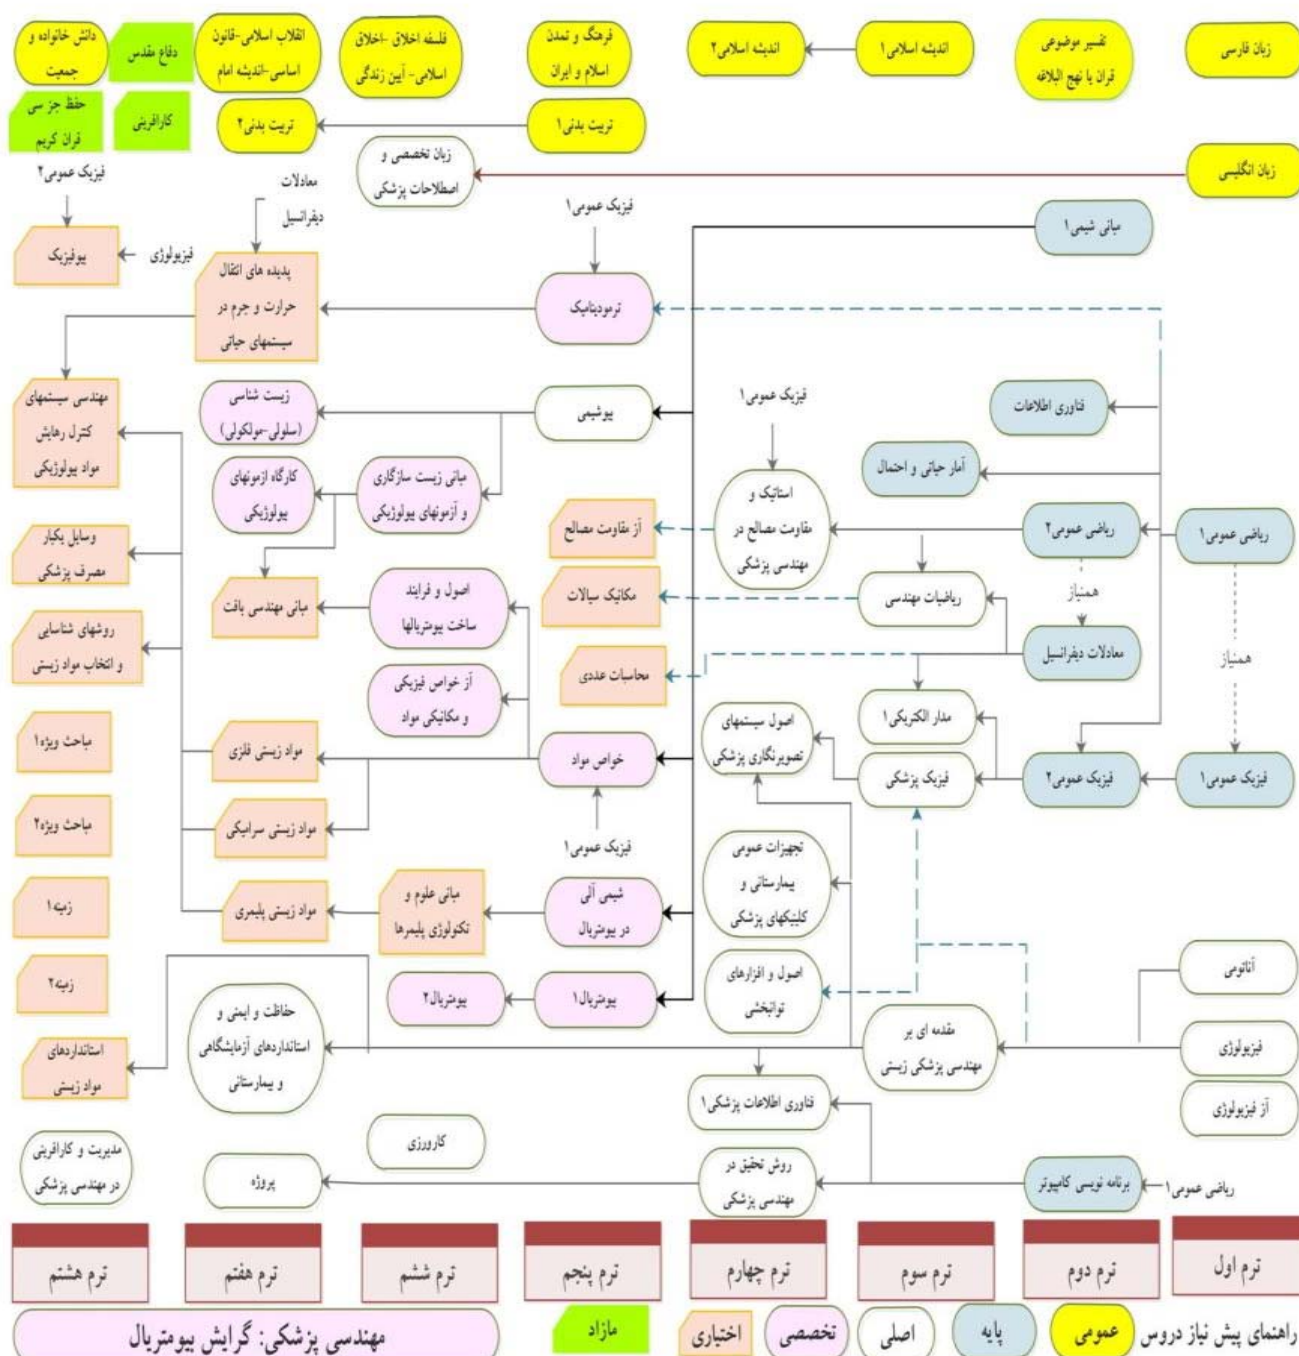 زبان فارسی
تفسیر موضوعی
قران یا نهج البلاغه
اندیشه اسلامی۱
اندیشه اسلامی۲
فرهنگ و تمدن
اسلام و ایران
فلسفه اخلاق -اخلاق
اسلامی- آیین زندگی
انقلاب اسلامی-قانون
اساسی-اندیشه امام
دفاع مقدس
دانش خانواده و
جمعیت
تربیت بدنی۱
تربیت بدنی۲
کارافرینی
حفظ جز سی
قران کریم
زبان انگلیسی
زبان تخصصی و
اصطلاحات پزشکی
معادلات
دیفرانسیل
فیزیک عمومی۲
فیزیک عمومی۱
مبانی شیمی۱
فیزیولوژی
بیوفیزیک
پدیده های انتقال
حرارت و جرم در
سیستمهای حیاتی
ترمودینامیک
فناوری اطلاعات
فیزیک عمومی۱
بیوشیمی
زیست شناسی
(سلولی-مولکولی)
مهندسی سیستمهای
کنترل رهایش
مواد بیولوژیکی
آمار حیاتی و احتمال
استاتیک و
مقاومت مصالح در
مهندسی پزشکی
مبانی زیست سازگاری
و آزمونهای بیولوژیکی
کارگاه ازمونهای
بیولوژیکی
ریاضی عمومی۱
ریاضی عمومی۲
آز مقاومت مصالح
وسایل یکبار
مصرف پزشکی
همنیاز
ریاضیات مهندسی
مکانیک سیالات
اصول و فرایند
ساخت بیومتریالها
مبانی مهندسی بافت
همنیاز
معادلات دیفرانسیل
محاسبات عددی
روشهای شناسایی
و انتخاب مواد زیستی
آز خواص فیزیکی
و مکانیکی مواد
مدار الکتریکی۱
اصول سیستمهای
تصویرنگاری پزشکی
فیزیک عمومی۱
فیزیک عمومی۲
فیزیک پزشکی
خواص مواد
مواد زیستی فلزی
مباحث ویژه۱
مواد زیستی سرامیکی
مباحث ویژه۲
فیزیک عمومی۱
تجهیزات عمومی
بیمارستانی و
کلینیکهای پزشکی
شیمی آلی
در بیومتریال
مبانی علوم و
تکنولوژی پلیمرها
مواد زیستی پلیمری
زمینه۱
آناتومی
اصول و افزارهای
توانبخشی
بیومتریال۱
بیومتریال۲
زمینه۲
فیزیولوژی
مقدمه ای بر
مهندسی پزشکی زیستی
حفاظت و ایمنی و
استانداردهای آزمایشگاهی
و بیمارستانی
استانداردهای
مواد زیستی
آز فیزیولوژی
فناوری اطلاعات پزشکی۱
کارورزی
مدیریت و کارافرینی
در مهندسی پزشکی
ریاضی عمومی۱
برنامه نویسی کامپیوتر
روش تحقیق در
مهندسی پزشکی
پروژه
ترم اول
ترم دوم
ترم سوم
ترم چهارم
ترم پنجم
ترم ششم
ترم هفتم
ترم هشتم
راهنمای پیش نیاز دروس
عمومی
پایه
اصلی
تخصصی
اختیاری
مازاد
مهندسی پزشکی: گرایش بیومتریال